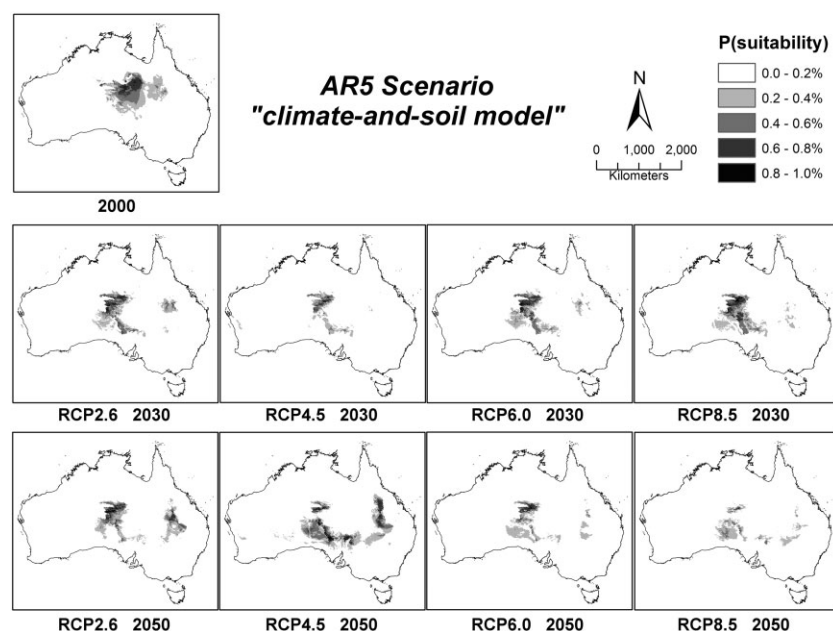 AR5 Scenario
"climate-and-soil model"
N
0 1,000 2,000
Kilometers
P(suitability)
0.0 - 0.2%
0.2 - 0.4%
0.4 - 0.6%
0.6 - 0.8%
0.8 - 1.0%
2000
RCP2.6 2030
RCP4.5 2030
RCP6.0 2030
RCP8.5 2030
RCP2.6 2050
RCP4.5 2050
RCP6.0 2050
RCP8.5 2050